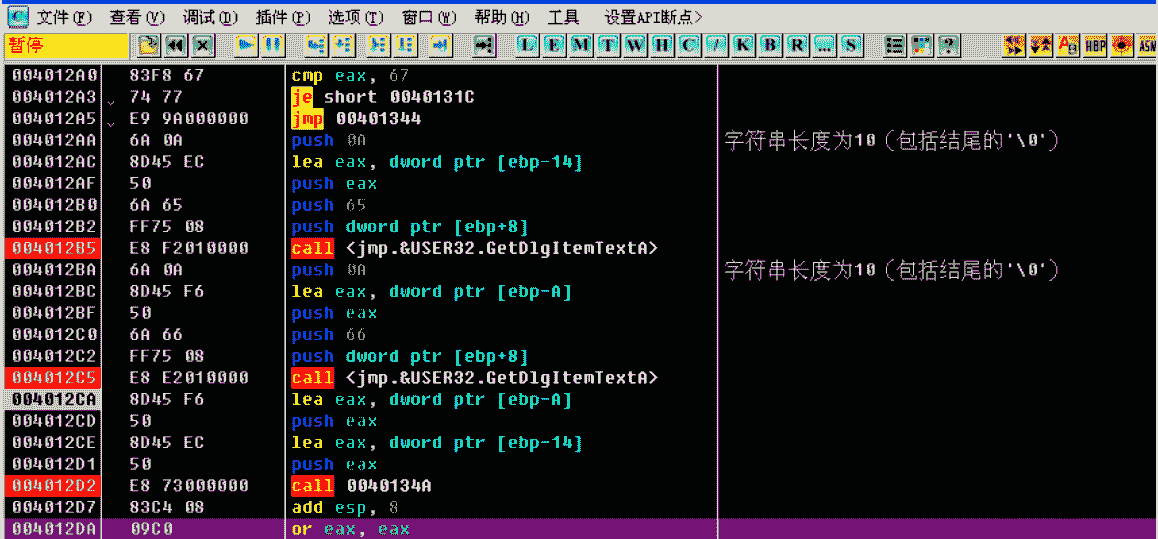 文件(F) 查看(V) 调试(D) 插件(P) 选项(T) 窗口(W) 帮助(H) 工具 设置API断点>
暂停 L E M T W H C / K B R ... S ? HBP ASM
004012A0 83F8 67 cmp eax, 67
004012A3 74 77 je short 0040131C
004012A5 E9 9A000000 jmp 00401344
004012AA 6A 0A push 0A 字符串长度为10（包括结尾的'\0'）
004012AC 8D45 EC lea eax, dword ptr [ebp-14]
004012AF 50 push eax
004012B0 6A 65 push 65
004012B2 FF75 08 push dword ptr [ebp+8]
004012B5 E8 F2010000 call <jmp.&USER32.GetDlgItemTextA>
004012BA 6A 0A push 0A 字符串长度为10（包括结尾的'\0'）
004012BC 8D45 F6 lea eax, dword ptr [ebp-A]
004012BF 50 push eax
004012C0 6A 66 push 66
004012C2 FF75 08 push dword ptr [ebp+8]
004012C5 E8 E2010000 call <jmp.&USER32.GetDlgItemTextA>
004012CA 8D45 F6 lea eax, dword ptr [ebp-A]
004012CD 50 push eax
004012CE 8D45 EC lea eax, dword ptr [ebp-14]
004012D1 50 push eax
004012D2 E8 73000000 call 0040134A
004012D7 83C4 08 add esp, 8
004012DA 09C0 or eax, eax